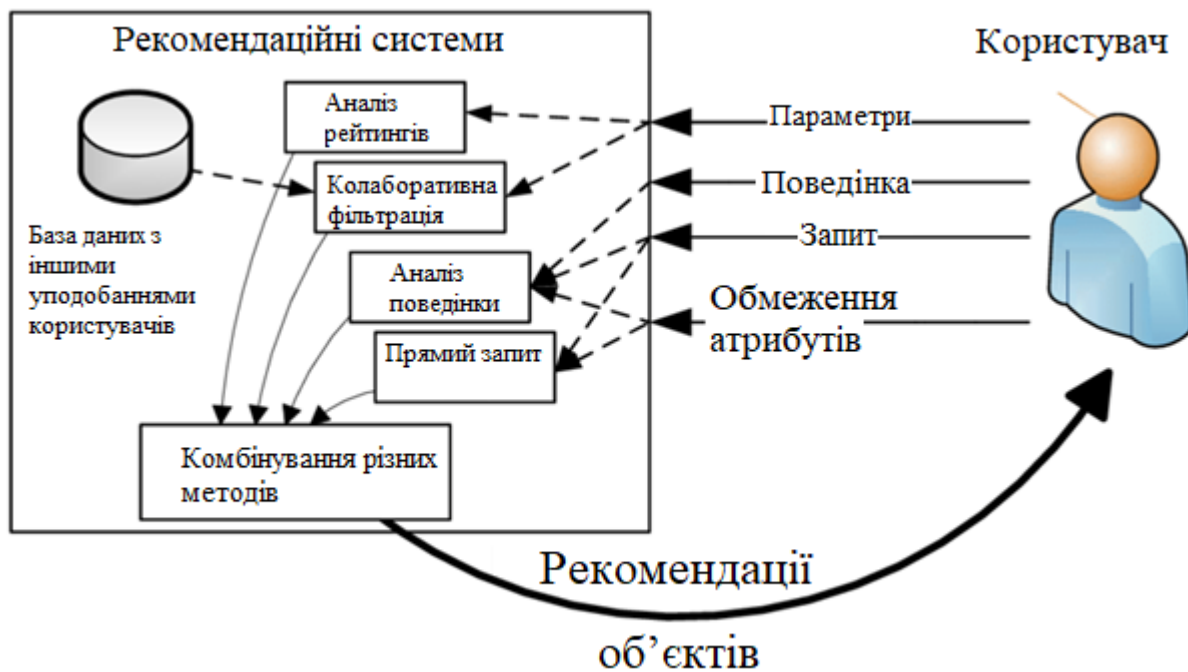 Рекомендаційні системи
Користувач
Аналіз
рейтингів
Параметри
Колаборативна
фільтрація
Поведінка
База даних з
іншими
уподобаннями
користувачів
Запит
Аналіз
поведінки
Обмеження
атрибутів
Прямий запит
Комбінування різних
методів
Рекомендації
об’єктів